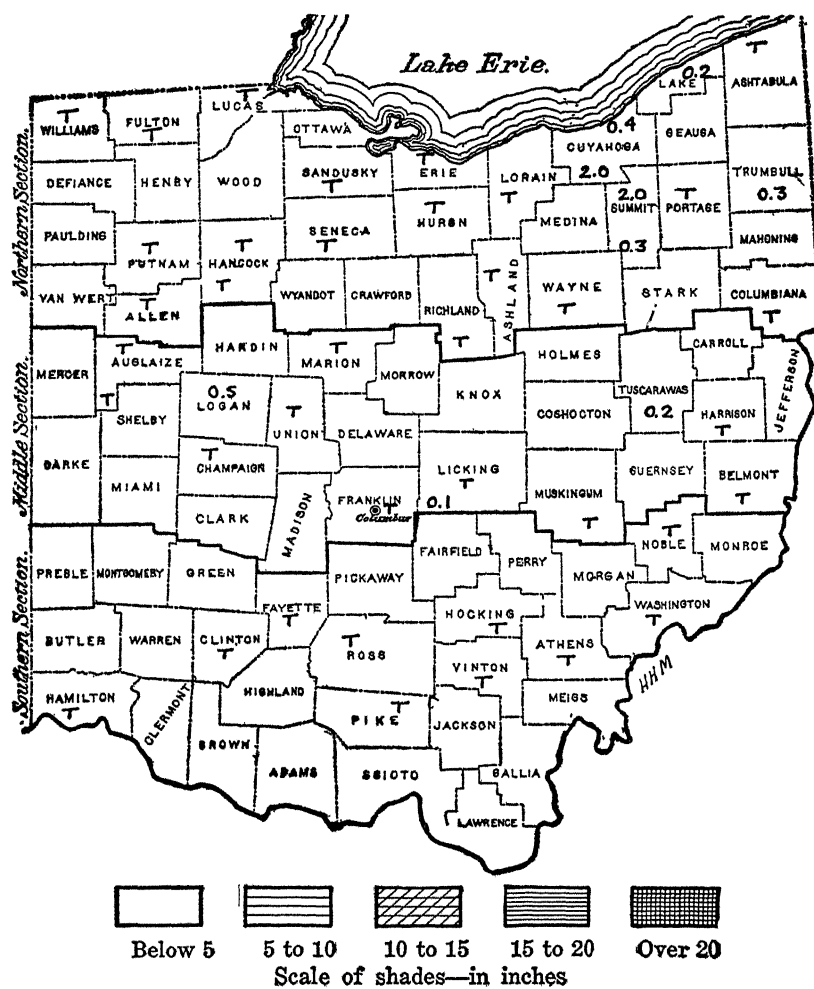 Lake Erie.
LAKE 0.2
ASHTABULA
T
WILLIAMS
T
FULTON
T
LUCAS
T
OTTAWA
T
0.4
CUYAHOGA
GEAUGA
DEFIANCE
HENRY
WOOD
SANDUSKY
T
ERIE
T
LORAIN
T
2.0
MEDINA
2.0
SUMMIT
PORTAGE
T
TRUMBULL
T
0.3
PAULDING
PUTNAM
T
HANCOCK
T
T
SENECA
T
HURON
T
0.3
MAHONING
VAN WERT
ALLEN
T
WYANDOT
CRAWFORD
RICHLAND
T
ASHLAND
T
WAYNE
T
STARK
COLUMBIANA
T
Northern Section.
MERCER
AUGLAIZE
T
T
HARDIN
MARION
T
MORROW
KNOX
HOLMES
CARROLL
JEFFERSON
SHELBY
0.5
LOGAN
UNION
T
DELAWARE
COSHOCTON
TUSCARAWAS
0.2
HARRISON
T
DARKE
MIAMI
CHAMPAIGN
T
CLARK
MADISON
FRANKLIN
T
Columbus
LICKING
T
0.1
MUSKINGUM
T
GUERNSEY
BELMONT
T
Middle Section.
PREBLE
MONTGOMERY
GREEN
FAYETTE
T
PICKAWAY
FAIRFIELD
PERRY
MORGAN
NOBLE
T
MONROE
BUTLER
WARREN
CLINTON
T
ROSS
T
HOCKING
T
ATHENS
T
WASHINGTON
T
HAMILTON
T
CLERMONT
HIGHLAND
PIKE
T
VINTON
T
JACKSON
MEIGS
HHM
BROWN
ADAMS
SSIOTO
GALLIA
LAWRENCE
Southern Section.
Below 5 5 to 10 10 to 15 15 to 20 Over 20
Scale of shades—in inches